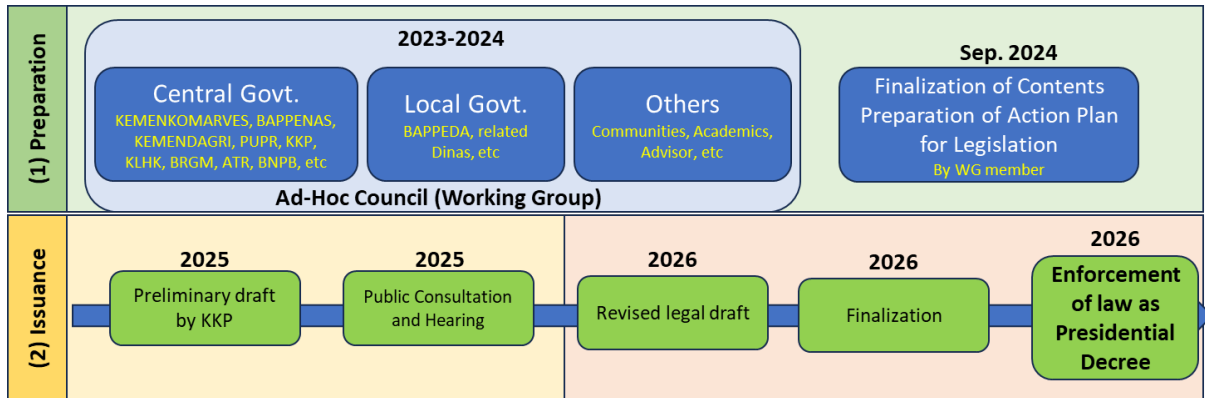 (1) Preparation
2023-2024
Central Govt.
KEMENKOMARVES, BAPPENAS,
KEMENDAGRI, PUPR, KKP,
KLHK, BRGM, ATR, BNPB, etc
Local Govt.
BAPPEDA, related
Dinas, etc
Others
Communities, Academics,
Advisor, etc
Ad-Hoc Council (Working Group)
Sep. 2024
Finalization of Contents
Preparation of Action Plan
for Legislation
By WG member
(2) Issuance
2025
Preliminary draft
by KKP
2025
Public Consultation
and Hearing
2026
Revised legal draft
2026
Finalization
2026
Enforcement
of law as
Presidential
Decree